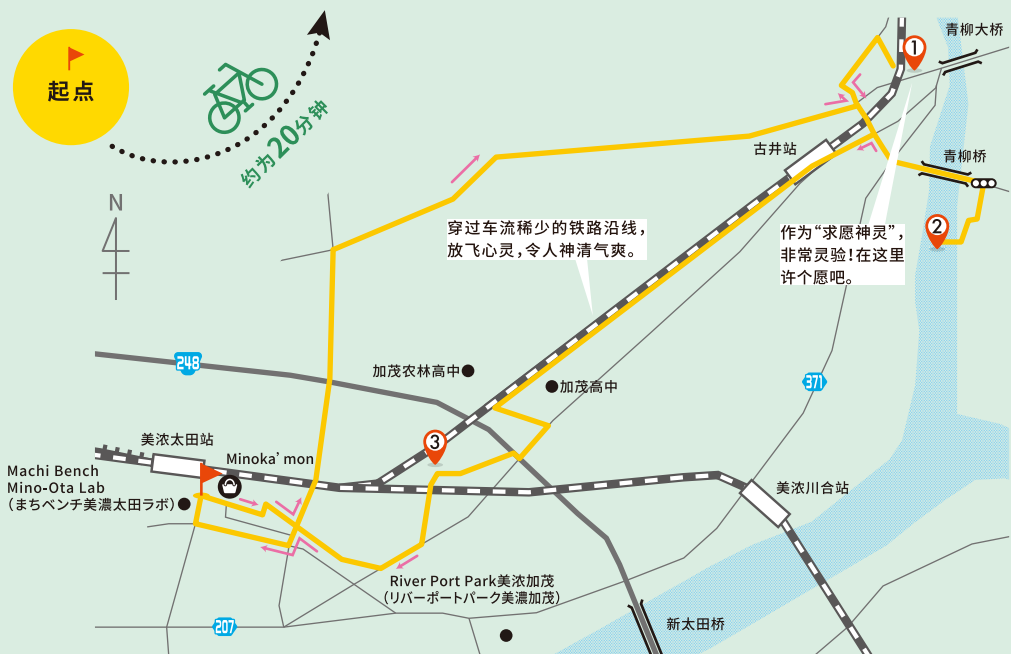 起点
约为20分钟
N
1
青柳大桥
古井站
青柳桥
2
穿过车流稀少的铁路沿线，
放飞心灵，令人神清气爽。
作为“求愿神灵”，
非常灵验！在这里
许个愿吧。
248
加茂农林高中
加茂高中
371
3
美浓太田站
Minoka’mon
Machi Bench
Mino-Ota Lab
（まちベンチ美濃太田ラボ）
美浓川合站
River Port Park美浓加茂
（リバーポートパーク美濃加茂）
207
新太田桥